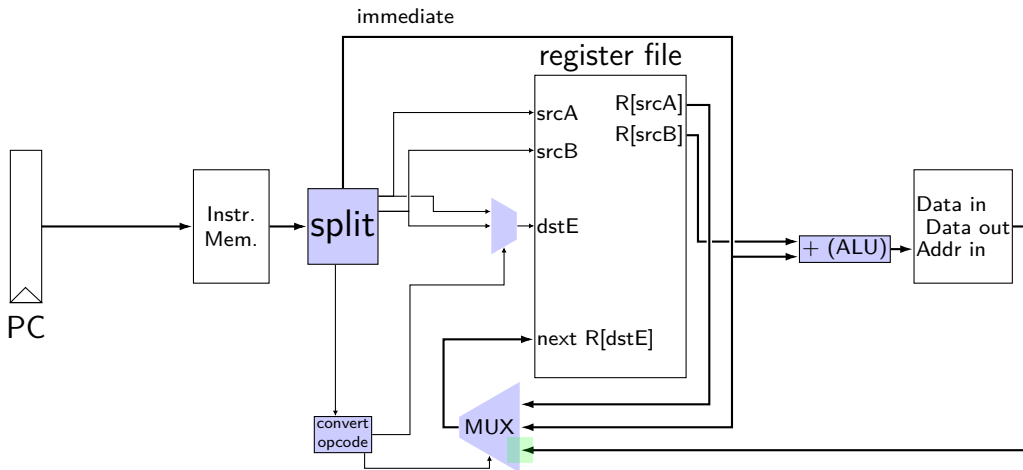 immediate
register file
srcA
R[srcA]
R[srcB]
srcB
Instr.
Mem.
split
dstE
Data in
Data out
+ (ALU)
Addr in
PC
next R[dstE]
convert
opcode
MUX